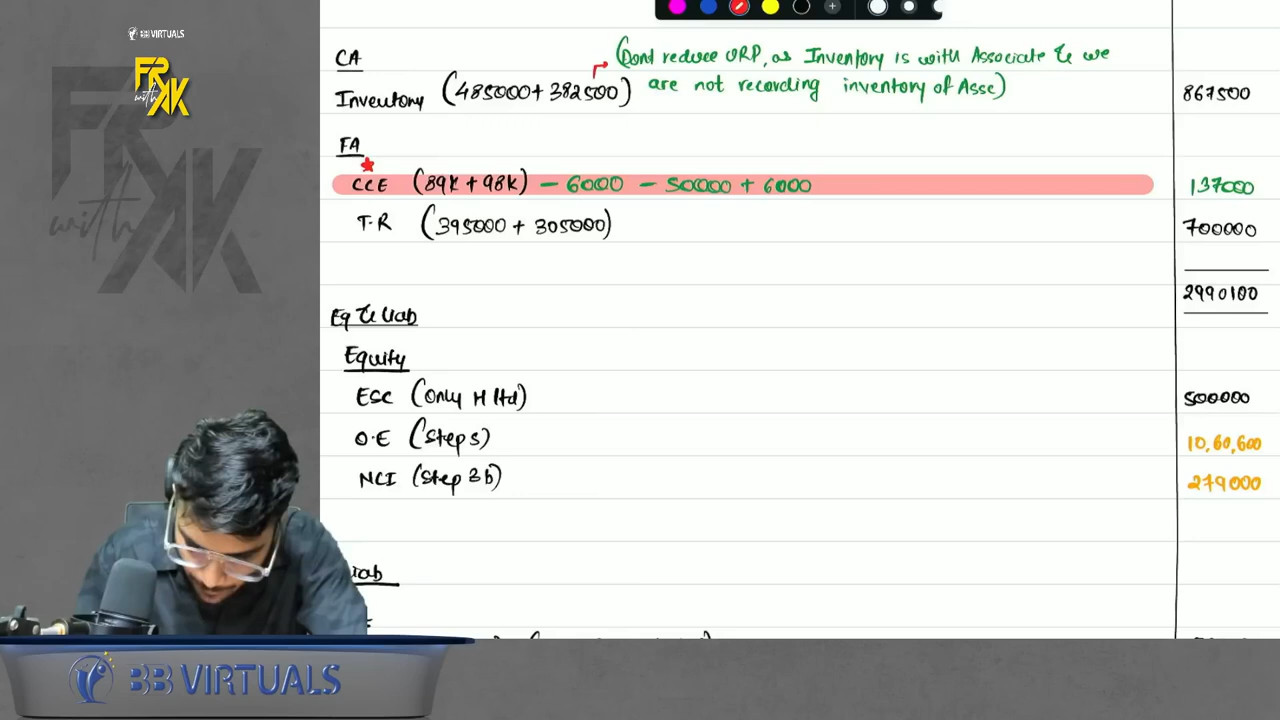 BB VIRTUALS
FR
with
AK
CA
(Dont reduce URP, as Inventory is with Associate & we
are not recording inventory of Assc)
Inventory (485000+382500) 867500
FA
CCE (89k + 98k) - 6000 - 50000 + 6000 137000
T.R (395000 + 305000) 700000
2990100
Eq & Liab
Equity
ESC (Only H ltd) 500000
O.E (Step 5) 10,60,600
NCI (Step 3b) 279000
BB VIRTUALS